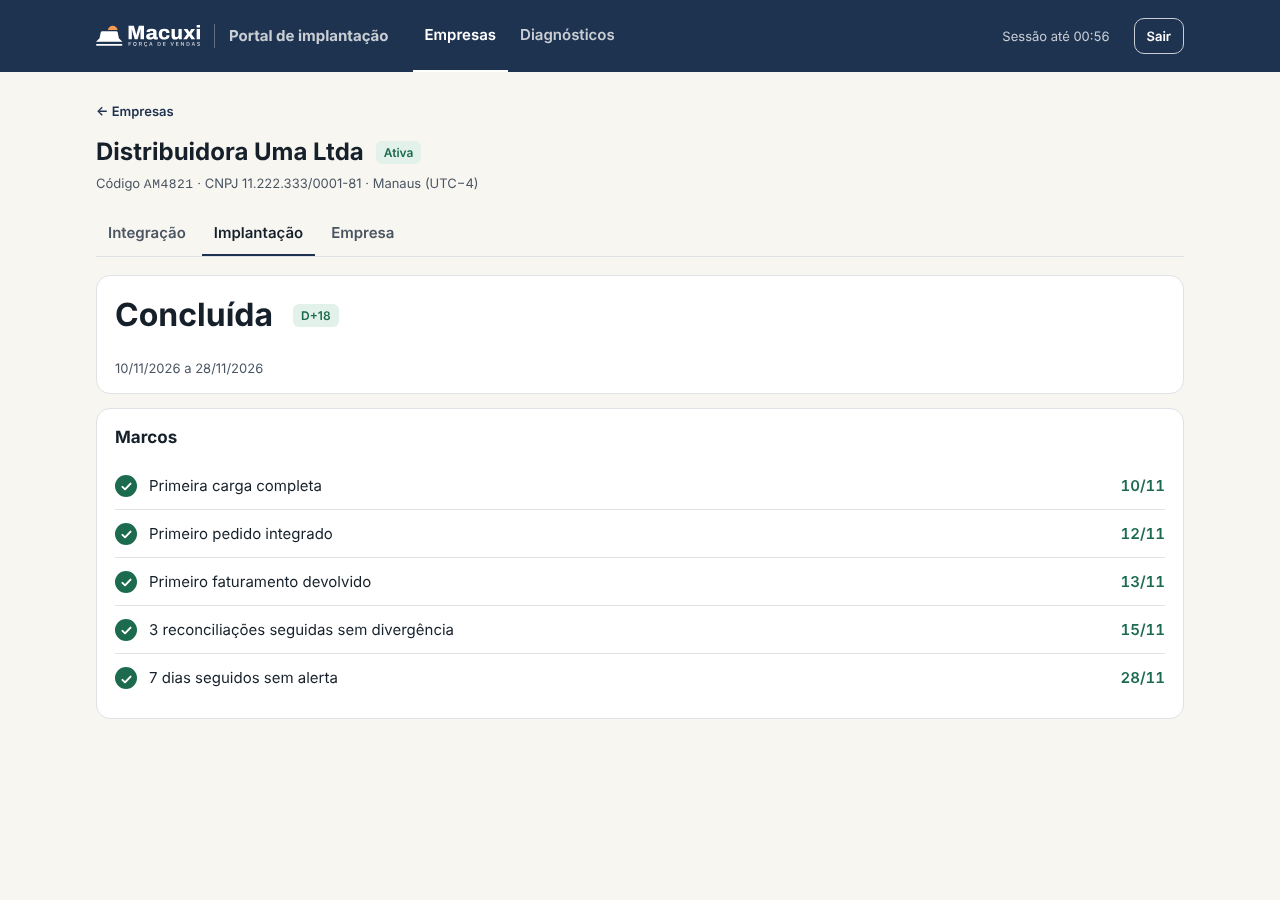 Macuxi
FORÇA DE VENDAS
Portal de implantação
Empresas
Diagnósticos
Sessão até 00:56
Sair
← Empresas
Distribuidora Uma Ltda
Ativa
Código AM4821 · CNPJ 11.222.333/0001-81 · Manaus (UTC−4)
Integração
Implantação
Empresa
Concluída
D+18
10/11/2026 a 28/11/2026
Marcos
Primeira carga completa 10/11
Primeiro pedido integrado 12/11
Primeiro faturamento devolvido 13/11
3 reconciliações seguidas sem divergência 15/11
7 dias seguidos sem alerta 28/11